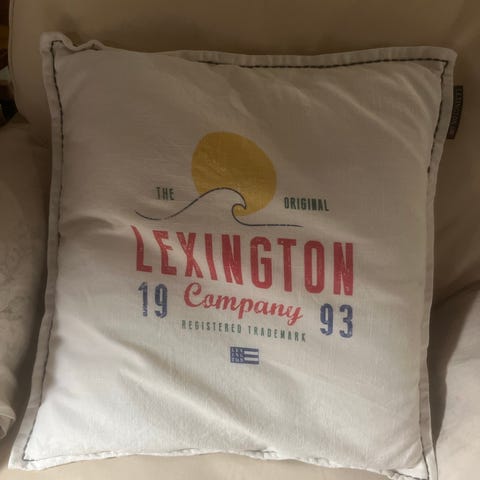 THE ORIGINAL
LEXINGTON
19 Company 93
REGISTERED TRADEMARK